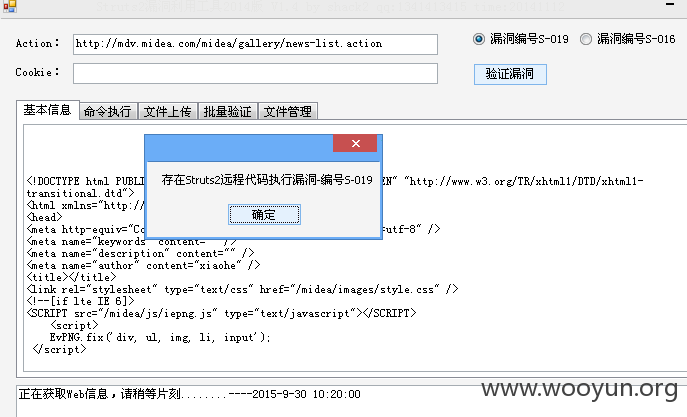 Action：
http://mdv.midea.com/midea/gallery/news-list.action
漏洞编号S-019
漏洞编号S-016
Cookie：
验证漏洞
基本信息
命令执行
文件上传
批量验证
文件管理
存在Struts2远程代码执行漏洞-编号S-019
确定
<!DOCTYPE html PUBL
EN" "http://www.w3.org/TR/xhtml1/DTD/xhtml1-
transitional.dtd">
<html xmlns="http:/
<head>
<meta http-equiv="Co
utf-8" />
<meta name="keywords" content="" />
<meta name="description" content="" />
<meta name="author" content="xiaohe" />
<title></title>
<link rel="stylesheet" type="text/css" href="/midea/images/style.css" />
<!--[if lte IE 6]>
<SCRIPT src="/midea/js/iepng.js" type="text/javascript"></SCRIPT>
<script>
EvPNG.fix('div, ul, img, li, input');
</script>
正在获取Web信息，请稍等片刻........----2015-9-30 10:20:00
www.wooyun.org